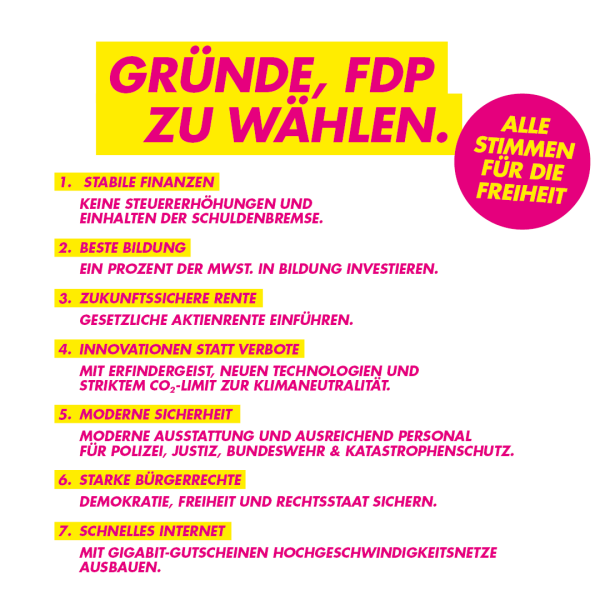 GRÜNDE, FDP
ZU WÄHLEN.
ALLE
STIMMEN
FÜR DIE
FREIHEIT
1. STABILE FINANZEN
KEINE STEUERERHÖHUNGEN UND
EINHALTEN DER SCHULDENBREMSE.
2. BESTE BILDUNG
EIN PROZENT DER MWST. IN BILDUNG INVESTIEREN.
3. ZUKUNFTSSICHERE RENTE
GESETZLICHE AKTIENRENTE EINFÜHREN.
4. INNOVATIONEN STATT VERBOTE
MIT ERFINDERGEIST, NEUEN TECHNOLOGIEN UND
STRIKTEM CO₂-LIMIT ZUR KLIMANEUTRALITÄT.
5. MODERNE SICHERHEIT
MODERNE AUSSTATTUNG UND AUSREICHEND PERSONAL
FÜR POLIZEI, JUSTIZ, BUNDESWEHR & KATASTROPHENSCHUTZ.
6. STARKE BÜRGERRECHTE
DEMOKRATIE, FREIHEIT UND RECHTSSTAAT SICHERN.
7. SCHNELLES INTERNET
MIT GIGABIT-GUTSCHEINEN HOCHGESCHWINDIGKEITSNETZE
AUSBAUEN.